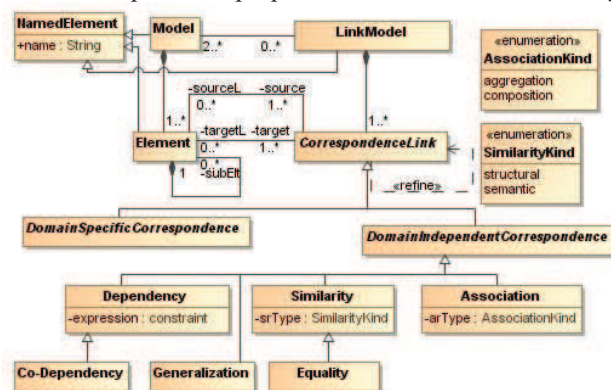 NamedElement
+name : String
Model
2..*
0..*
LinkModel
«enumeration»
AssociationKind
aggregation
composition
1..*
1..*
-sourceL
-source
0..*
1..*
-targetL
-target
Element
0..*
1..*
CorrespondenceLink
0..*
1
-subElt
«refine»
«enumeration»
SimilarityKind
structural
semantic
DomainSpecificCorrespondence
DomainIndependentCorrespondence
Dependency
-expression : constraint
Similarity
-srType : SimilarityKind
Association
-arType : AssociationKind
Co-Dependency
Generalization
Equality